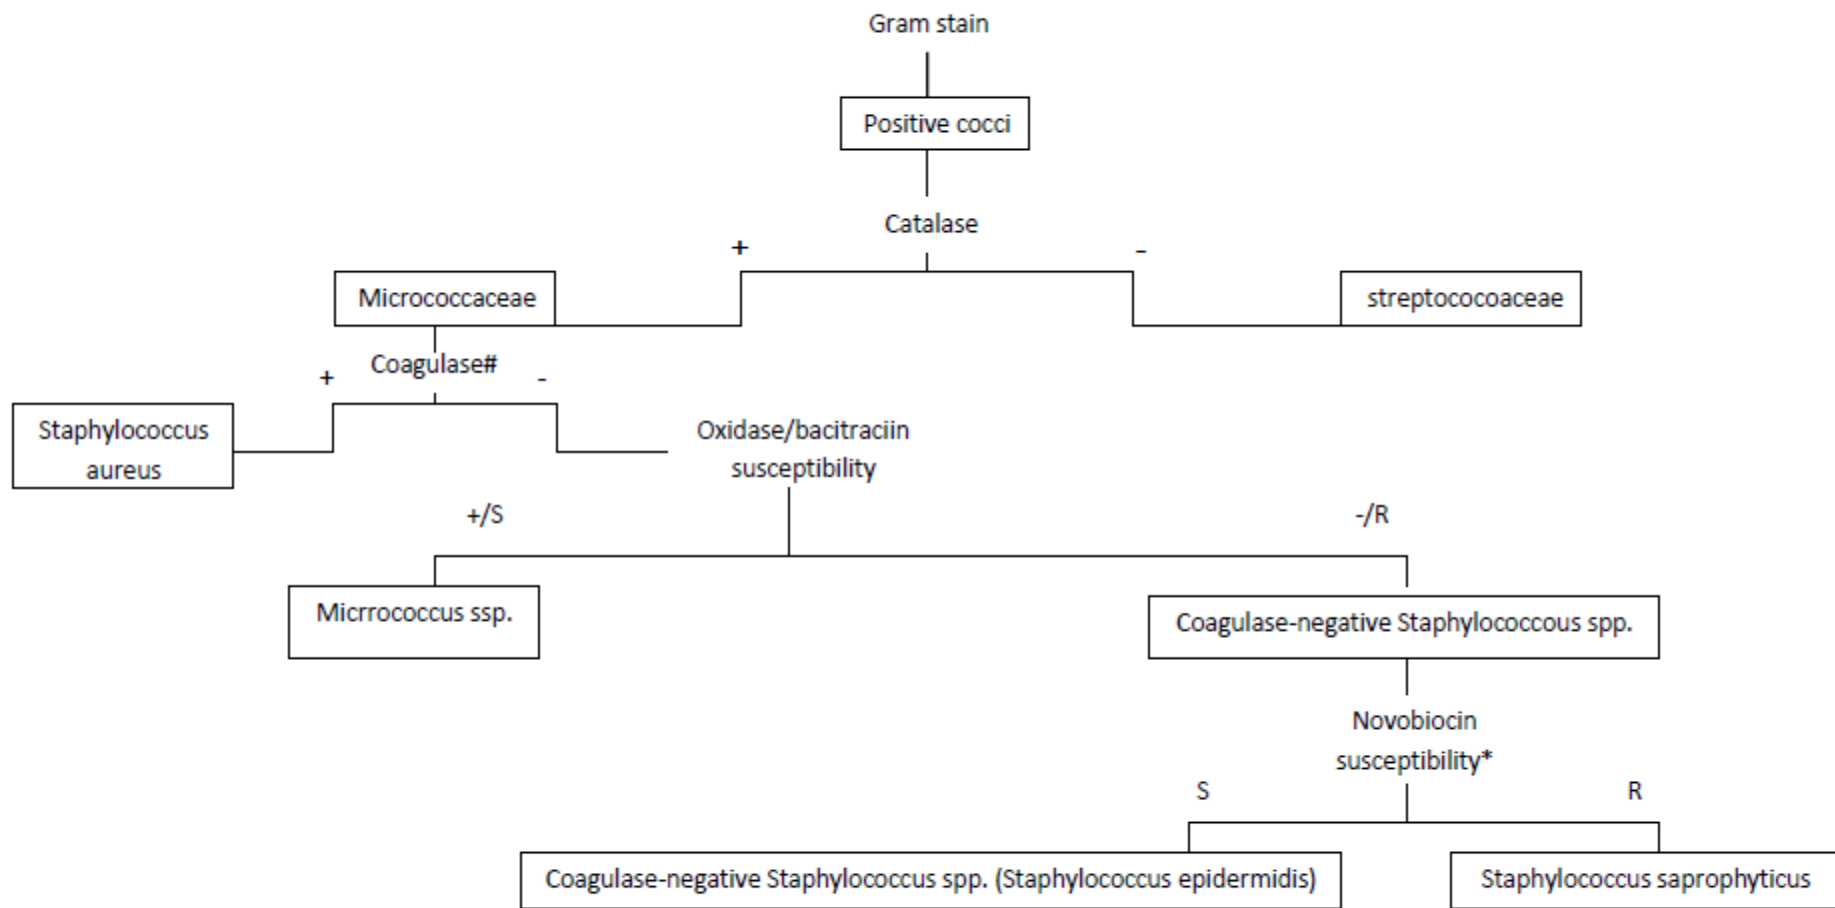 Gram stain
Positive cocci
Catalase
+
-
Micrococcaceae
streptococoaceae
Coagulase#
+
-
Staphylococcus
aureus
Oxidase/bacitraciin
susceptibility
+/S
-/R
Micrrococcus ssp.
Coagulase-negative Staphylococcous spp.
Novobiocin
susceptibility*
S
R
Coagulase-negative Staphylococcus spp. (Staphylococcus epidermidis)
Staphylococcus saprophyticus